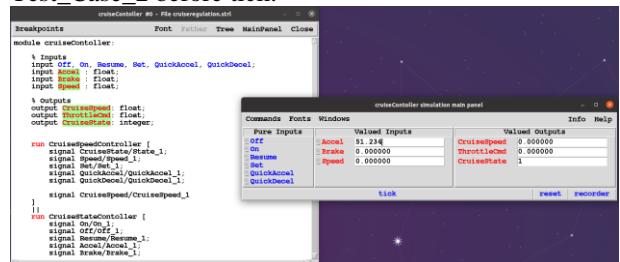 Test_Case_2 before tick.
cruiseContoller #0 - File cruiseregulation.strl
Breakpoints Font Father Tree MainPanel Close
module cruiseContoller:
% Inputs
input Off, On, Resume, Set, QuickAccel, QuickDecel;
input Accel : float;
input Brake : float;
input Speed : float;
% Outputs
output CruiseSpeed: float;
output ThrottleCmd: float;
output CruiseState: integer;
run CruiseSpeedController [
signal CruiseState/State_1;
signal Speed/Speed_1;
signal Set/Set_1;
signal QuickAccel/QuickAccel_1;
signal QuickDecel/QuickDecel_1;
signal CruiseSpeed/CruiseSpeed_1
]
||
run CruiseStateContoller [
signal On/On_1;
signal Off/Off_1;
signal Resume/Resume_1;
signal Accel/Accel_1;
signal Brake/Brake_1;
cruiseContoller simulation main panel
Commands Fonts Windows Info Help
Pure Inputs Valued Inputs Valued Outputs
Off Accel 51.234 CruiseSpeed 0.000000
On Brake 0.000000 ThrottleCmd 0.000000
Resume Speed 0.000000 CruiseState 1
Set
QuickAccel
QuickDecel
tick reset recorder